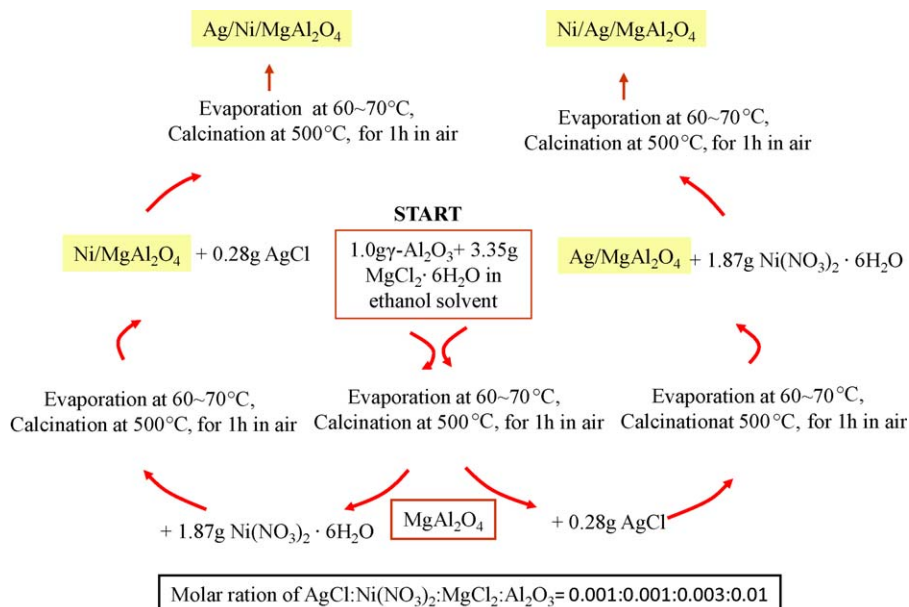 Ag/Ni/MgAl₂O₄
Ni/Ag/MgAl₂O₄
Evaporation at 60~70°C,
Calcination at 500°C, for 1h in air
Evaporation at 60~70°C,
Calcination at 500°C, for 1h in air
START
1.0gγ-Al₂O₃+ 3.35g
MgCl₂· 6H₂O in
ethanol solvent
Ni/MgAl₂O₄ + 0.28g AgCl
Ag/MgAl₂O₄ + 1.87g Ni(NO₃)₂ · 6H₂O
Evaporation at 60~70°C,
Calcination at 500°C, for 1h in air
Evaporation at 60~70°C,
Calcination at 500°C, for 1h in air
Evaporation at 60~70°C,
Calcinationat 500°C, for 1h in air
+ 1.87g Ni(NO₃)₂ · 6H₂O
MgAl₂O₄
+ 0.28g AgCl
Molar ration of AgCl:Ni(NO₃)₂:MgCl₂:Al₂O₃= 0.001:0.001:0.003:0.01